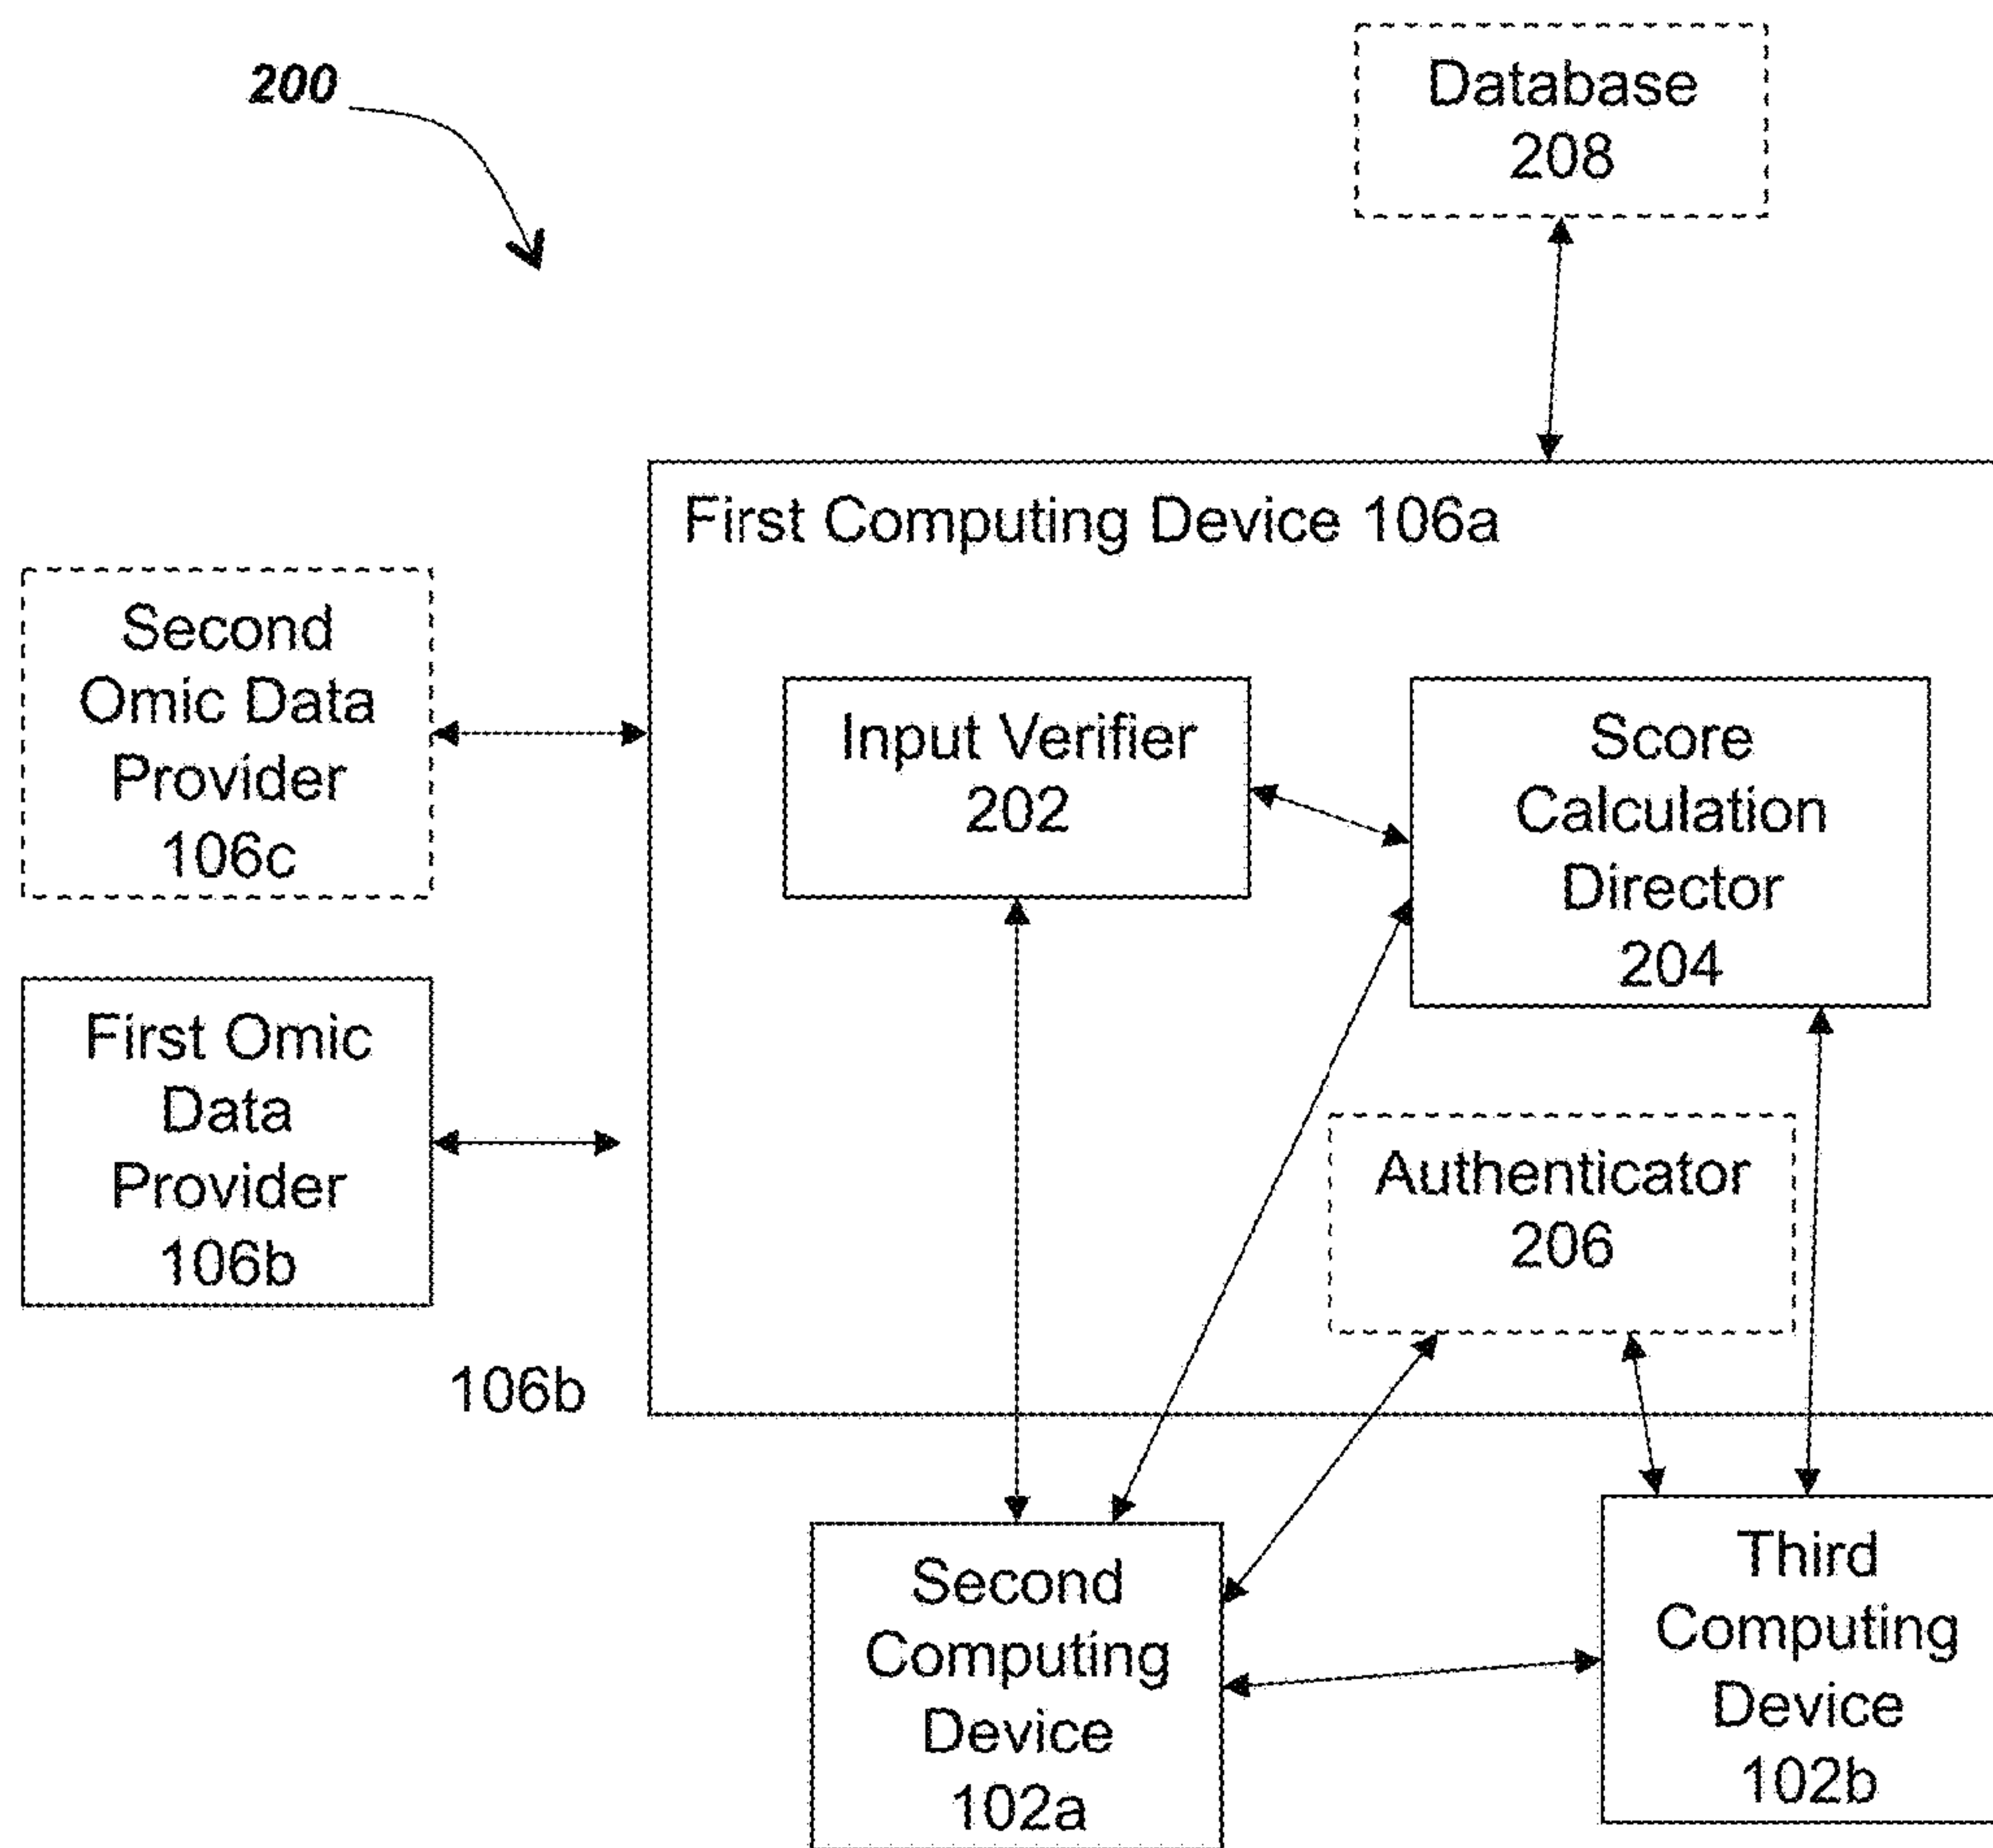 200
Database
208
First Computing Device 106a
Second
Omic Data
Provider
106c
Input Verifier
202
Score
Calculation
Director
204
First Omic
Data
Provider
106b
Authenticator
206
106b
Second
Computing
Device
102a
Third
Computing
Device
102b